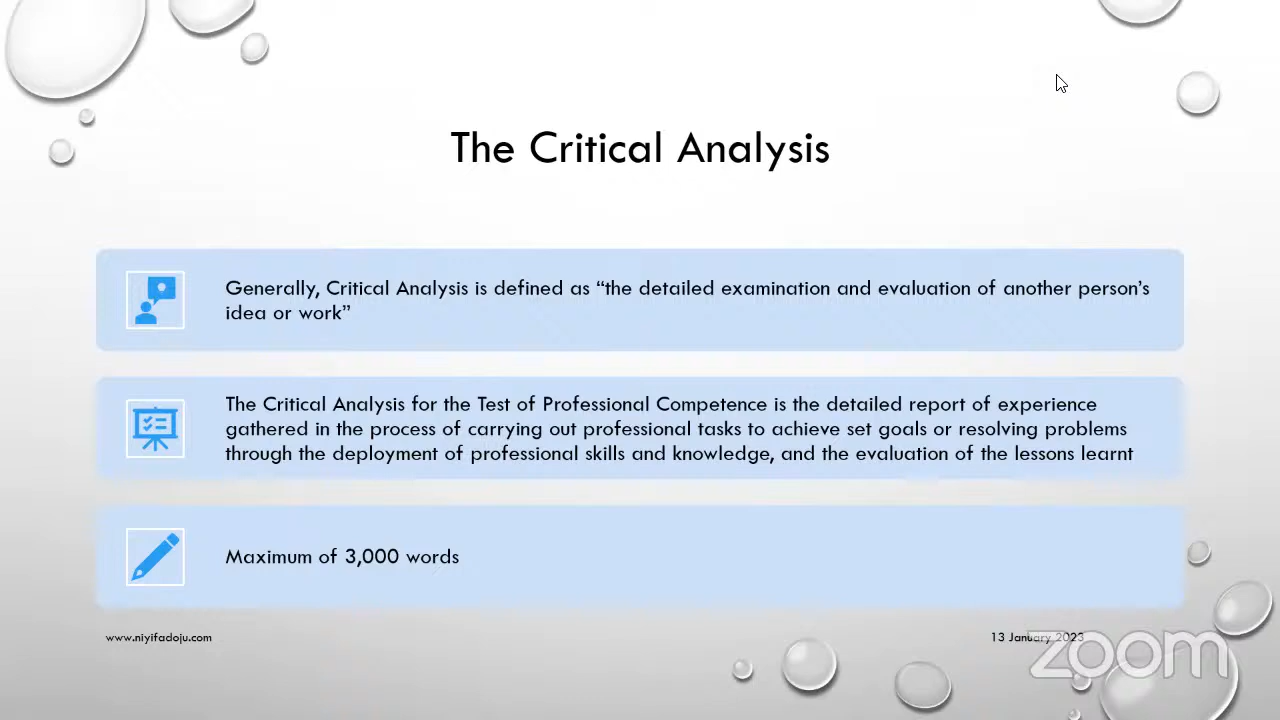 The Critical Analysis
Generally, Critical Analysis is defined as “the detailed examination and evaluation of another person’s
idea or work”
The Critical Analysis for the Test of Professional Competence is the detailed report of experience
gathered in the process of carrying out professional tasks to achieve set goals or resolving problems
through the deployment of professional skills and knowledge, and the evaluation of the lessons learnt
Maximum of 3,000 words
www.niyifadoju.com
13 January 2023
zoom